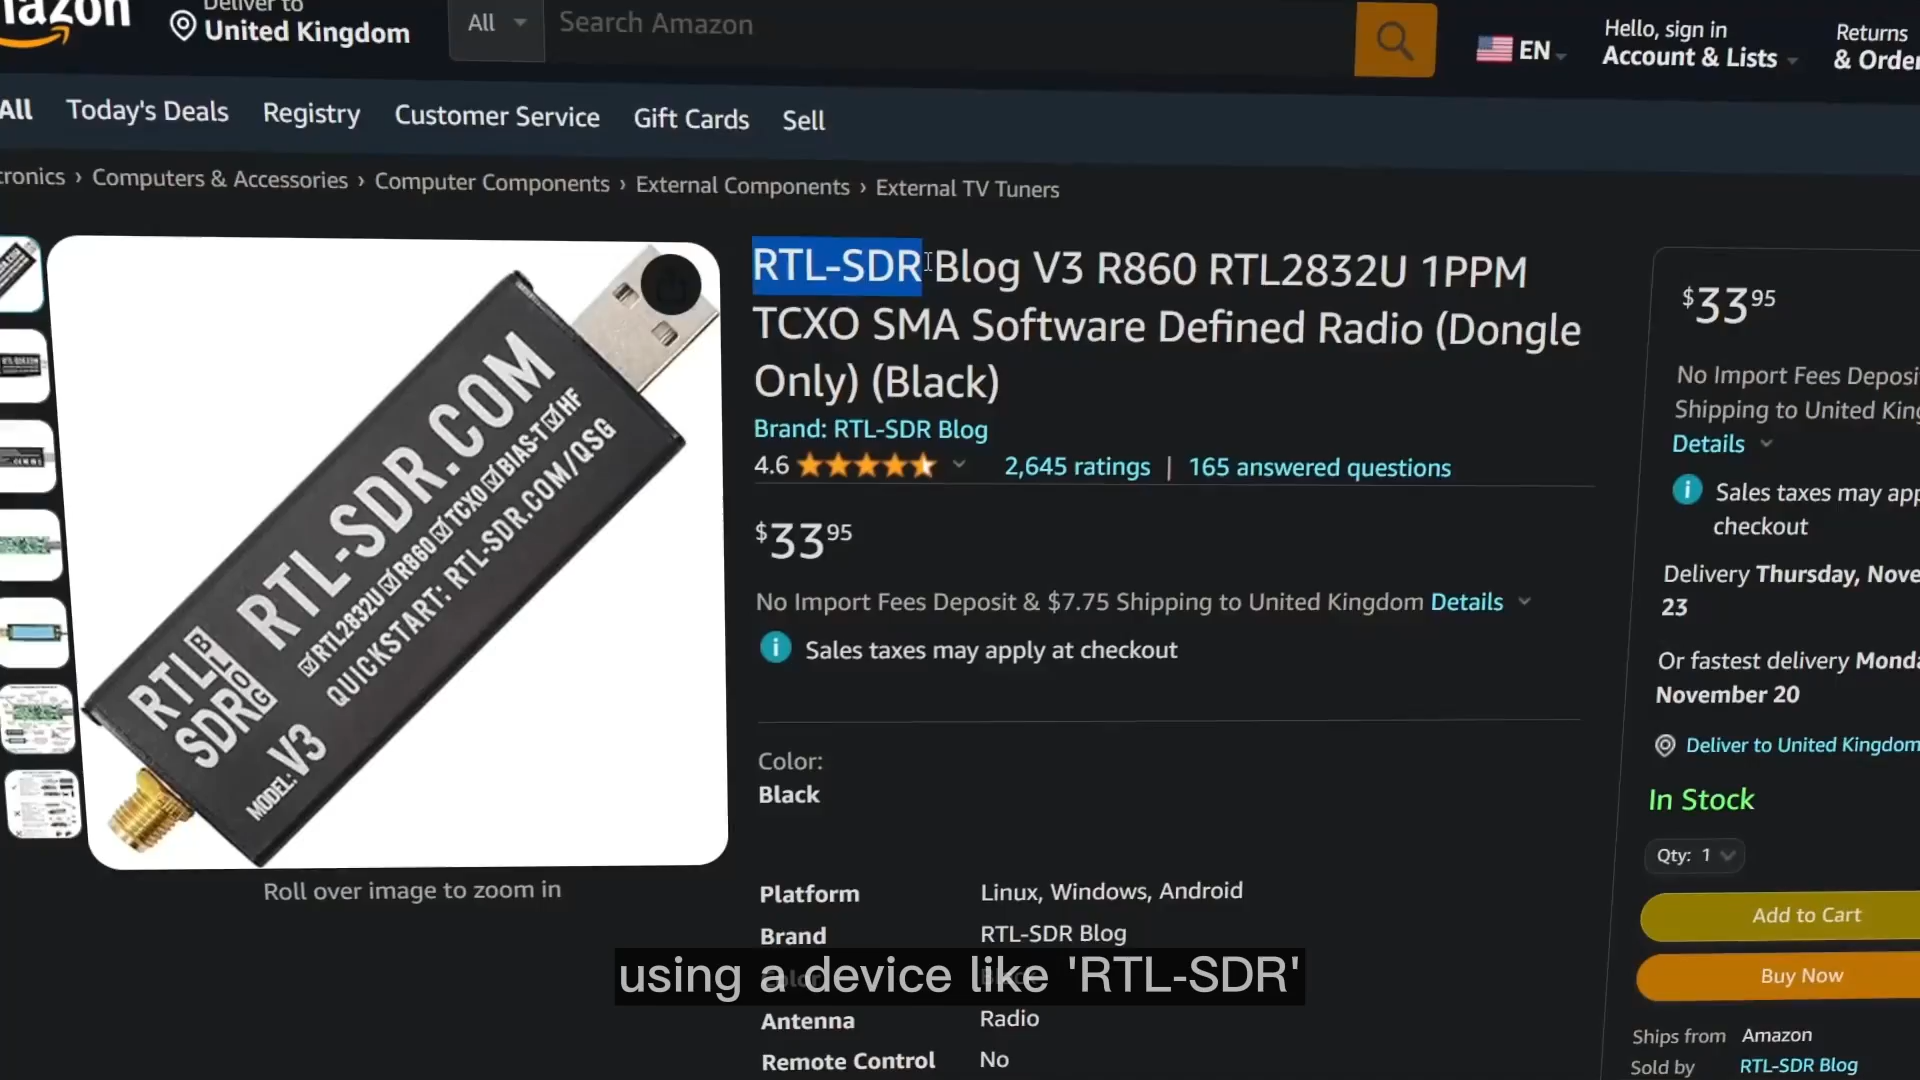 Deliver to
United Kingdom
All
Search Amazon
EN
Hello, sign in
Account & Lists
Returns
All
Today's Deals
Registry
Customer Service
Gift Cards
Sell
Computers & Accessories › Computer Components › External Components › External TV Tuners
RTL-SDR Blog V3 R860 RTL2832U 1PPM
TCXO SMA Software Defined Radio (Dongle
Only) (Black)
Brand: RTL-SDR Blog
4.6
2,645 ratings | 165 answered questions
$33.95
No Import Fees Deposit & $7.75 Shipping to United Kingdom Details
Sales taxes may apply at checkout
Color:
Black
Platform Linux, Windows, Android
Brand RTL-SDR Blog
using a device like 'RTL-SDR'
Antenna Radio
Remote Control No
RTL-SDR.COM
RTL2832U R860 TCXO BIAS-T HF
QUICKSTART: RTL-SDR.COM/QSG
RTL
SDR
BLOG
MODEL: V3
Roll over image to zoom in
$33.95
No Import Fees
Shipping to United
Details
Sales taxes may
checkout
Delivery Thursday,
23
Or fastest delivery
November 20
Deliver to United Kingdom
In Stock
Qty: 1
Add to Cart
Buy Now
Ships from Amazon
Sold by RTL-SDR Blog